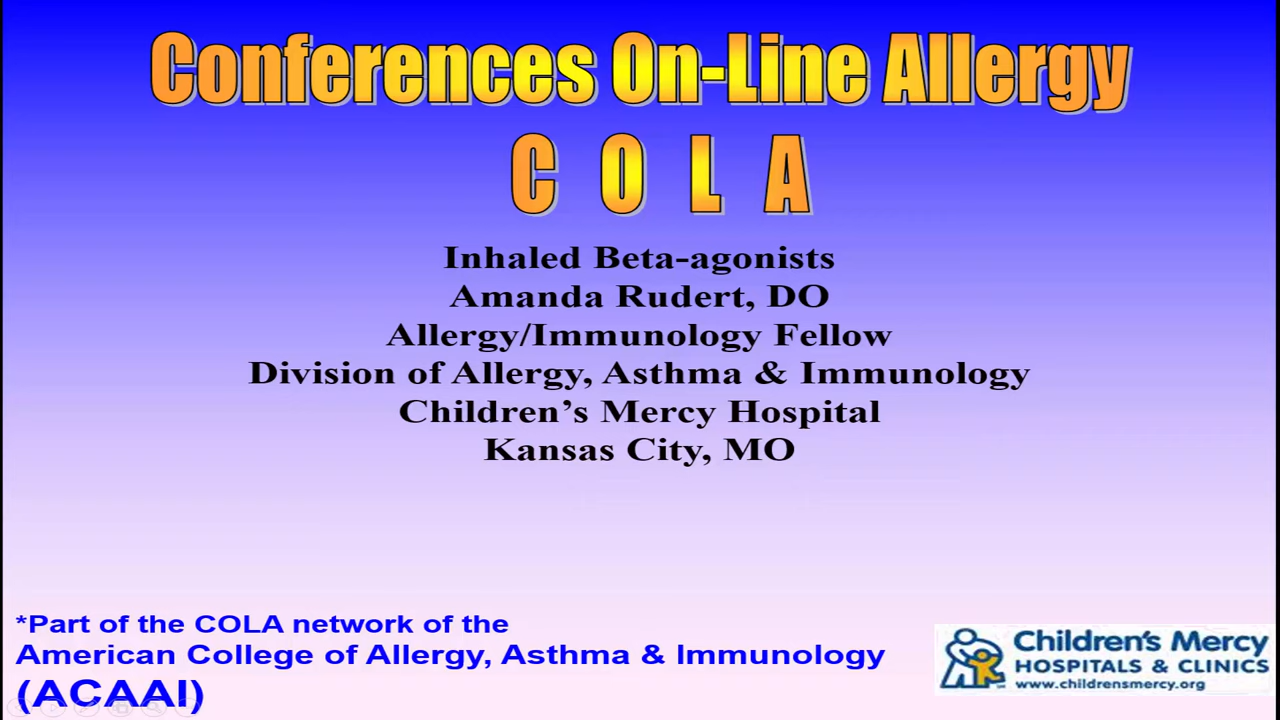 Conferences On-Line Allergy
C O L A
Inhaled Beta-agonists
Amanda Rudert, DO
Allergy/Immunology Fellow
Division of Allergy, Asthma & Immunology
Children’s Mercy Hospital
Kansas City, MO
*Part of the COLA network of the
American College of Allergy, Asthma & Immunology
(ACAAI)
Children's Mercy
HOSPITALS & CLINICS
www.childrensmercy.org